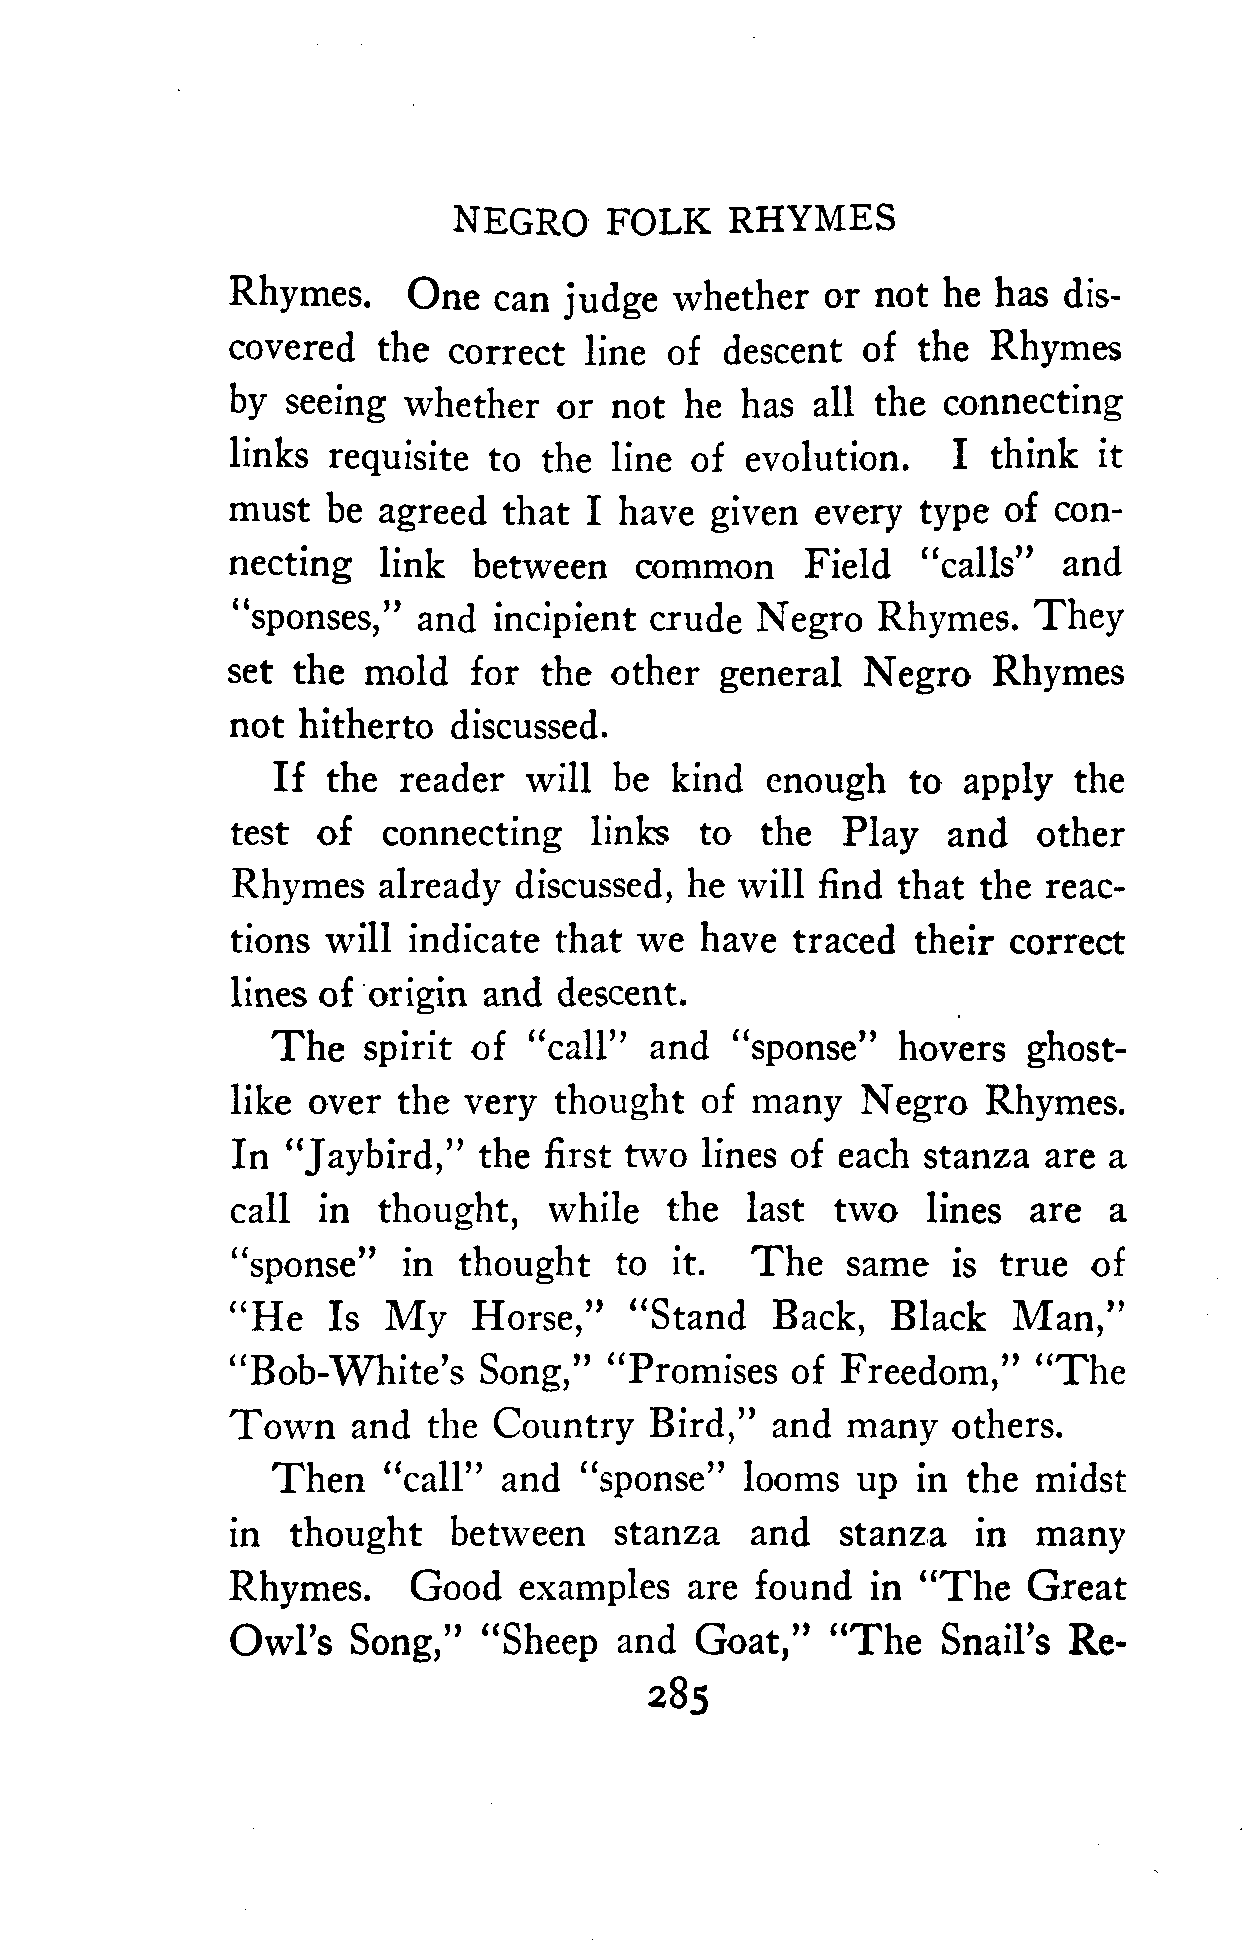 NEGRO FOLK RHYMES
Rhymes. One can judge whether or not he has dis-
covered the correct line of descent of the Rhymes
by seeing whether or not he has all the connecting
links requisite to the line of evolution. I think it
must be agreed that I have given every type of con-
necting link between common Field "calls" and
"sponses," and incipient crude Negro Rhymes. They
set the mold for the other general Negro Rhymes
not hitherto discussed.
If the reader will be kind enough to apply the
test of connecting links to the Play and other
Rhymes already discussed, he will find that the reac-
tions will indicate that we have traced their correct
lines of origin and descent.
The spirit of "call" and "sponse" hovers ghost-
like over the very thought of many Negro Rhymes.
In "Jaybird," the first two lines of each stanza are a
call in thought, while the last two lines are a
"sponse" in thought to it. The same is true of
"He Is My Horse," "Stand Back, Black Man,"
"Bob-White's Song," "Promises of Freedom," "The
Town and the Country Bird," and many others.
Then "call" and "sponse" looms up in the midst
in thought between stanza and stanza in many
Rhymes. Good examples are found in "The Great
Owl's Song," "Sheep and Goat," "The Snail's Re-
285